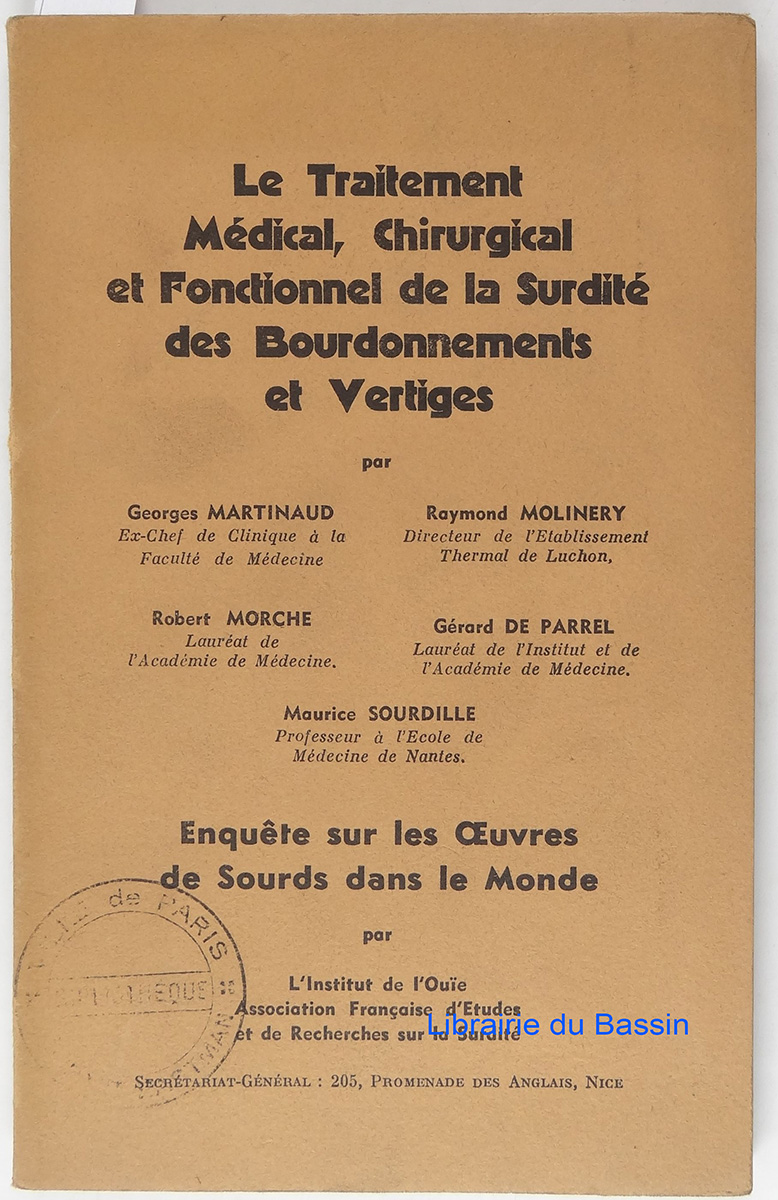 Le Traitement
Médical, Chirurgical
et Fonctionnel de la Surdité
des Bourdonnements
et Vertiges
par
Georges MARTINAUD
Ex-Chef de Clinique à la
Faculté de Médecine
Raymond MOLINERY
Directeur de l'Etablissement
Thermal de Luchon,
Robert MORCHE
Lauréat de
l'Académie de Médecine.
Gérard DE PARREL
Lauréat de l'Institut et de
l'Académie de Médecine.
Maurice SOURDILLE
Professeur à l'Ecole de
Médecine de Nantes.
Enquête sur les Œuvres
de Sourds dans le Monde
par
L'Institut de l'Ouïe
Association Française d'Etudes
et de Recherches sur la Surdité
Secrétariat-Général : 205, Promenade des Anglais, Nice
de PARIS
Librairie du Bassin